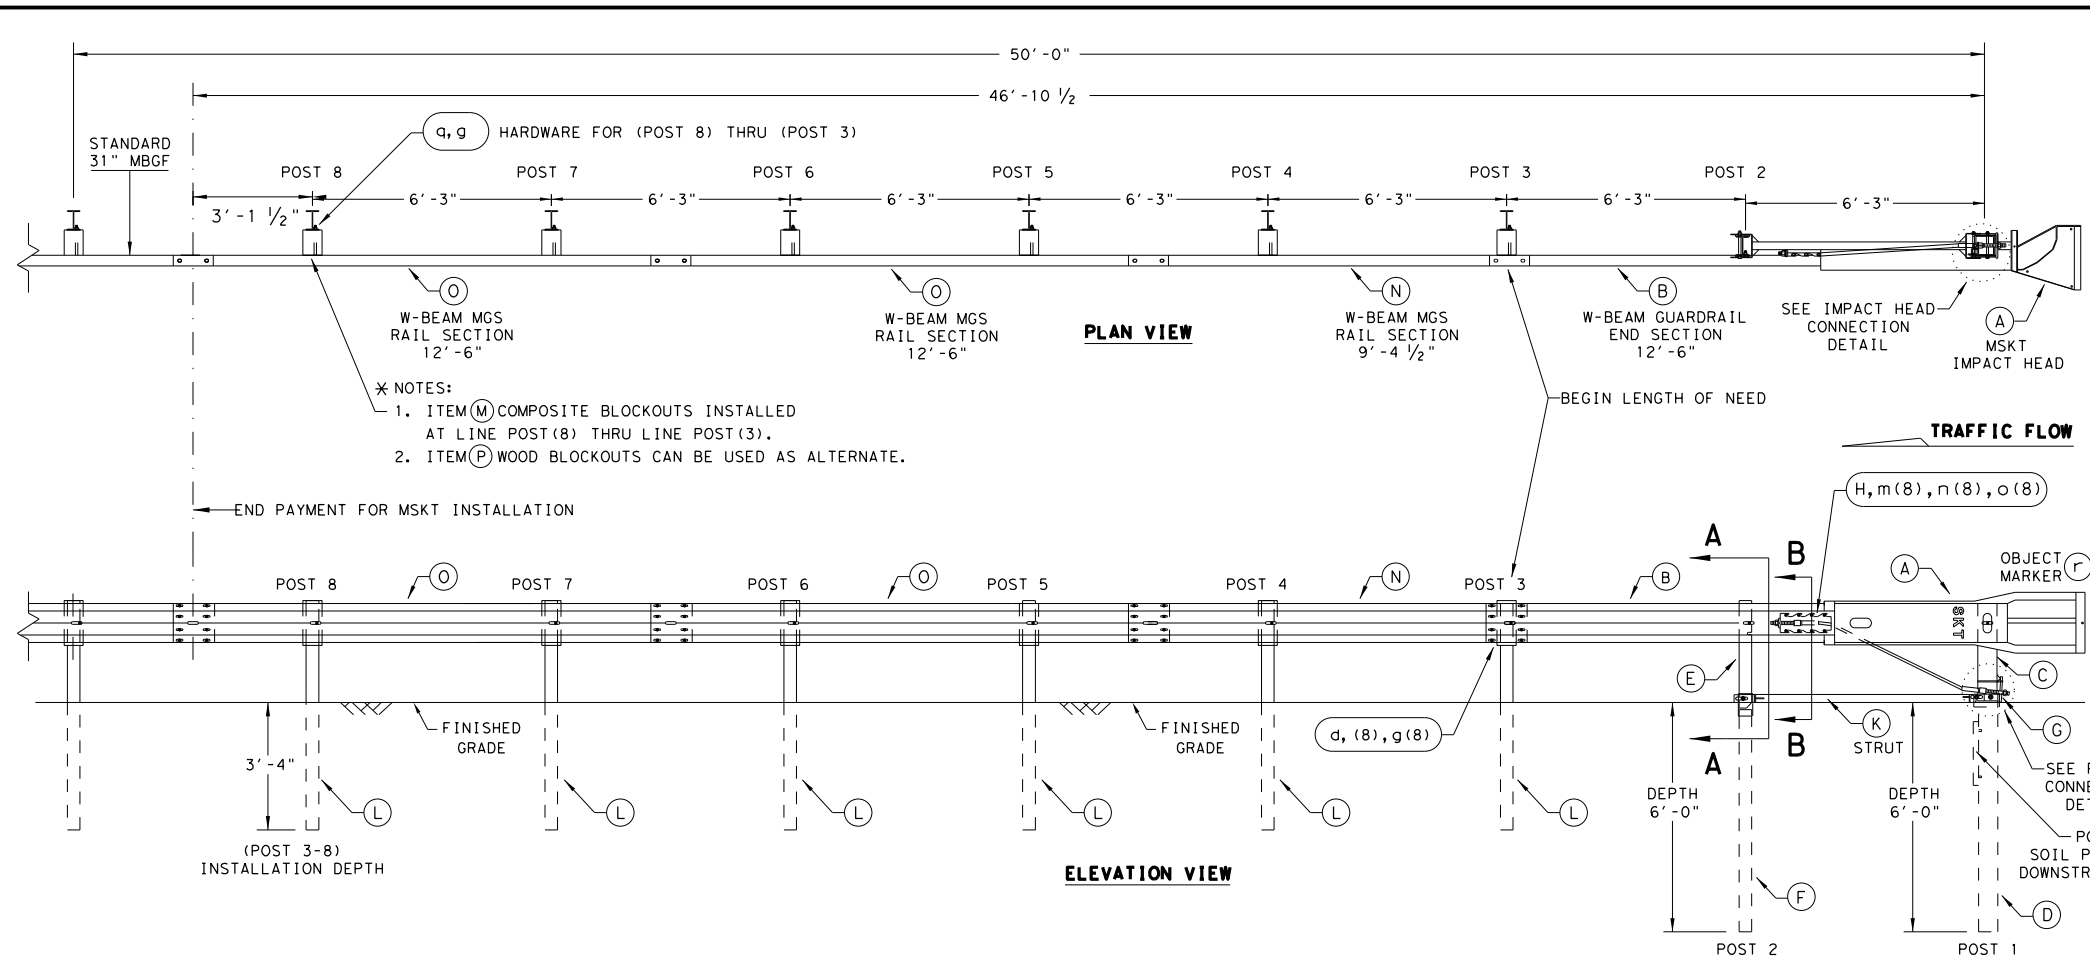 50'-0"
46'-10 ½
STANDARD
31" MBGF
q,g HARDWARE FOR (POST 8) THRU (POST 3)
POST 8 POST 7 POST 6 POST 5 POST 4 POST 3 POST 2
3'-1 ½" 6'-3" 6'-3" 6'-3" 6'-3" 6'-3" 6'-3" 6'-3"
O
W-BEAM MGS
RAIL SECTION
12'-6"
O
W-BEAM MGS
RAIL SECTION
12'-6"
PLAN VIEW
N
W-BEAM MGS
RAIL SECTION
9'-4 ½"
B
W-BEAM GUARDRAIL
END SECTION
12'-6"
SEE IMPACT HEAD
CONNECTION
DETAIL
A
MSKT
IMPACT HEAD
* NOTES:
1. ITEM M COMPOSITE BLOCKOUTS INSTALLED
AT LINE POST(8) THRU LINE POST(3).
2. ITEM P WOOD BLOCKOUTS CAN BE USED AS ALTERNATE.
BEGIN LENGTH OF NEED
TRAFFIC FLOW
END PAYMENT FOR MSKT INSTALLATION
H,m(8),n(8),o(8)
A B
OBJECT
MARKER r
POST 8 O POST 7 POST 6 O POST 5 POST 4 N POST 3 B A
SKT
E
C
FINISHED
GRADE
FINISHED
GRADE
d,(8),g(8)
A B
K
STRUT
G
3'-4"
L L L L L L
DEPTH
6'-0"
DEPTH
6'-0"
SEE
CONNE
DET
SOIL P
DOWNSTR
(POST 3-8)
INSTALLATION DEPTH
ELEVATION VIEW
F
D
POST 2 POST 1